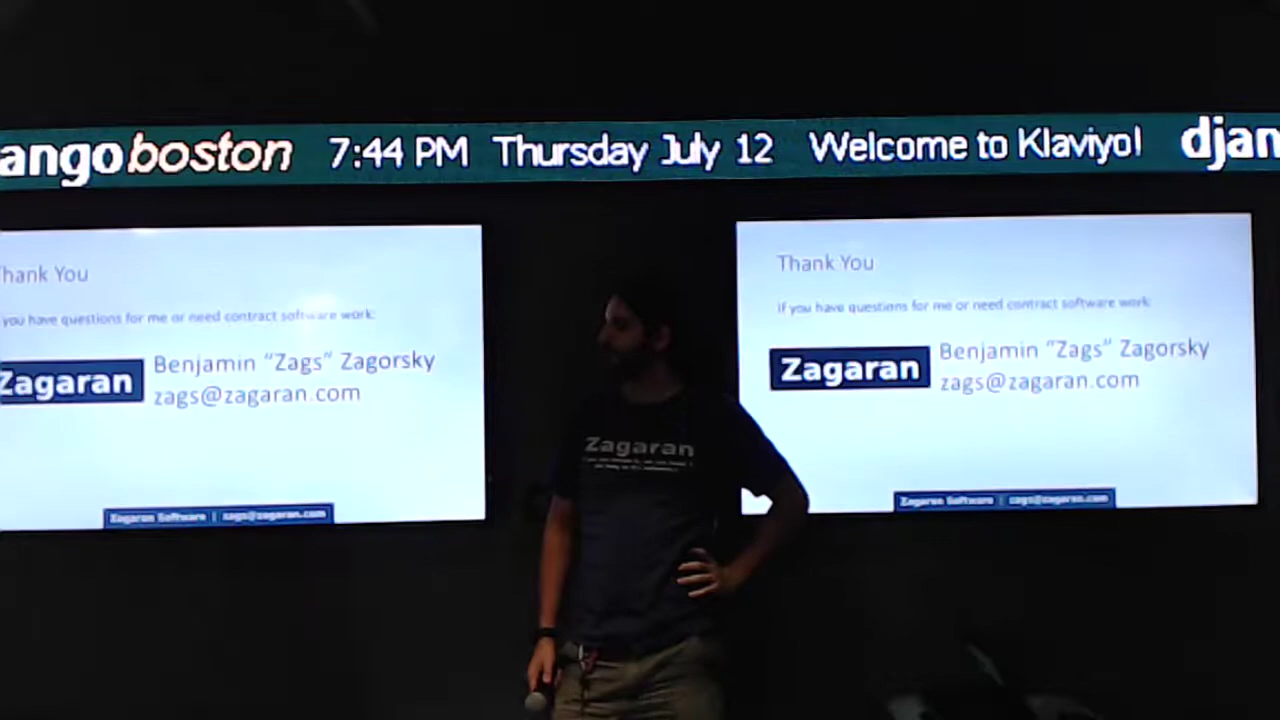 ango boston 7:44 PM Thursday July 12 Welcome to Klaviyo! djan
hank You
you have questions for me or need contract software work:
Zagaran
Benjamin "Zags" Zagorsky
zags@zagaran.com
Zagaran Software | zags@zagaran.com
Thank You
If you have questions for me or need contract software work:
Zagaran
Benjamin "Zags" Zagorsky
zags@zagaran.com
Zagaran Software | zags@zagaran.com
Zagaran